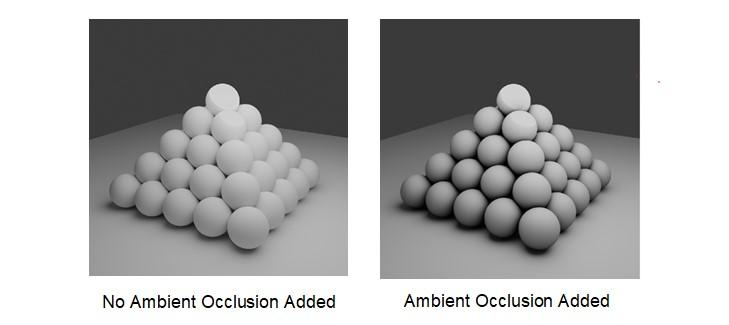 No Ambient Occlusion Added
Ambient Occlusion Added